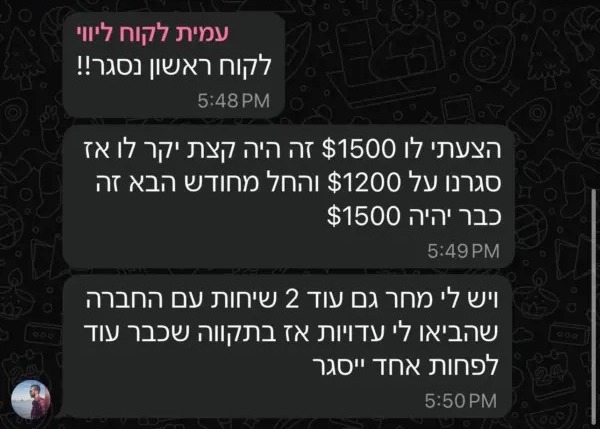 עמית לקוח ליווי
לקוח ראשון נסגר!!
5:48 PM
הצעתי לו 1500$ זה היה קצת יקר לו אז
סגרנו על 1200$ והחל מחודש הבא זה
כבר יהיה 1500$
5:49 PM
ויש לי מחר גם עוד 2 שיחות עם החברה
שהביאו לי עדויות אז בתקווה שכבר עוד
לפחות אחד ייסגר
5:50 PM